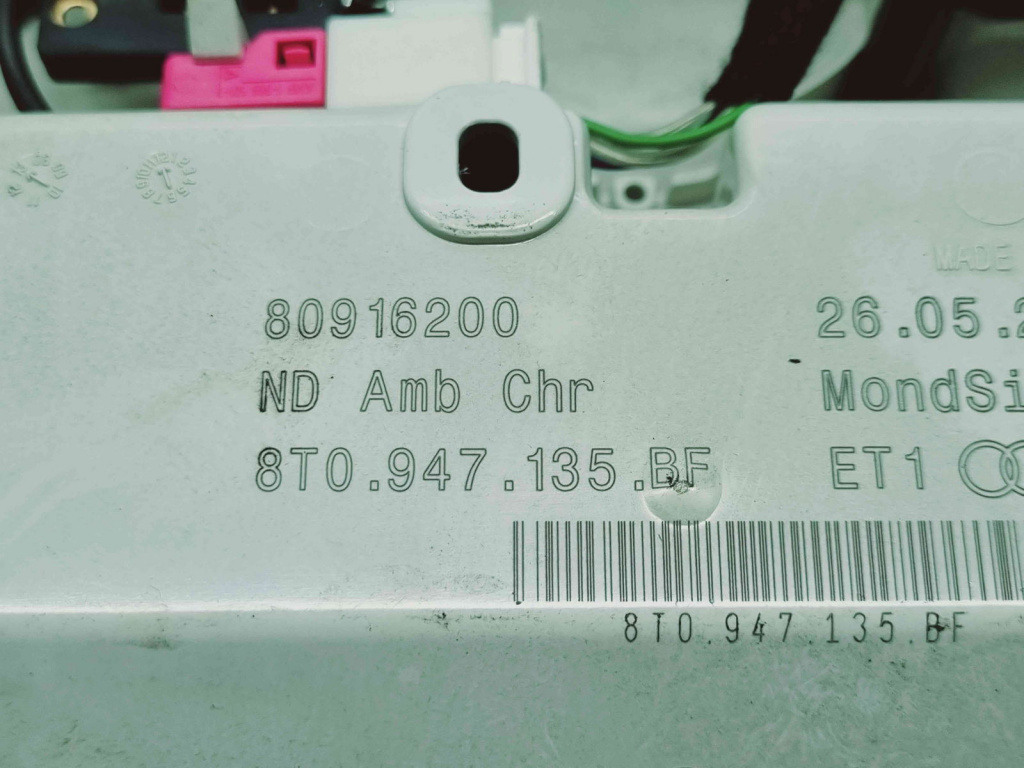 MADE
80916200
26.05.2
ND Amb Chr
MondSi
8T0.947.135.BF
ET1
8T0.947.135.BF